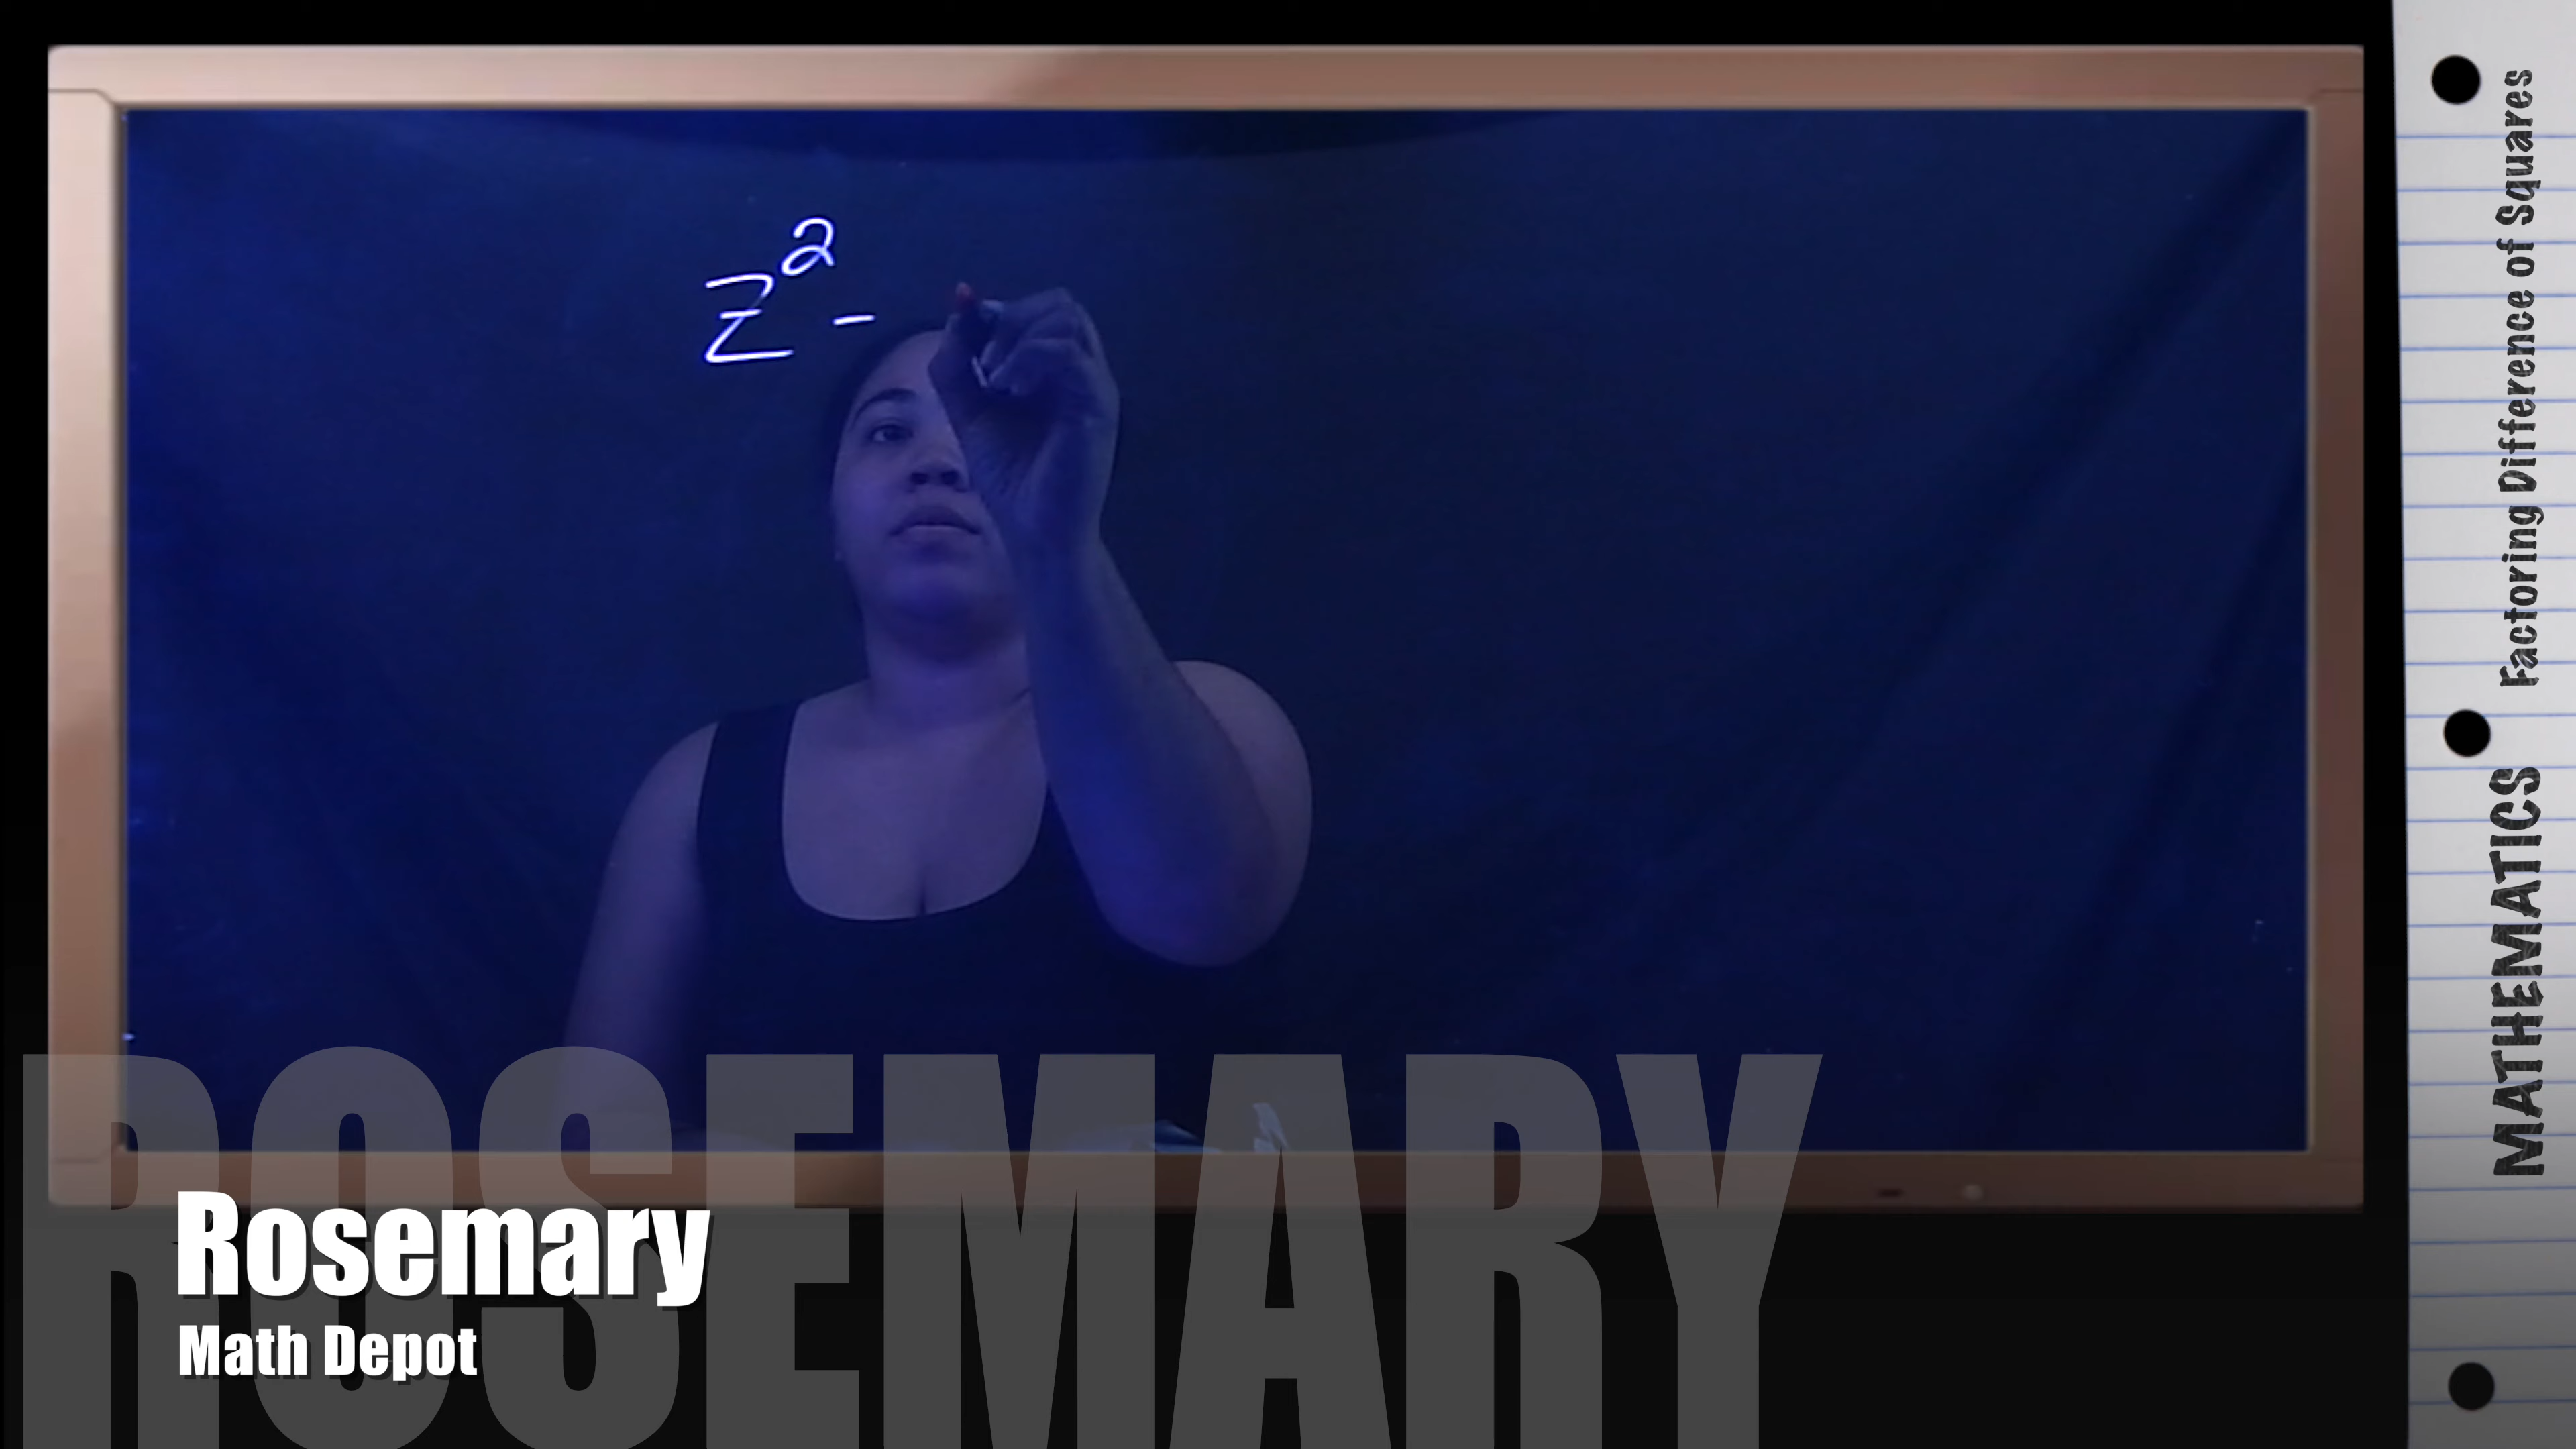 z² -
ROSEMARY
Rosemary
Math Depot
MATHEMATICS
Factoring Difference of Squares